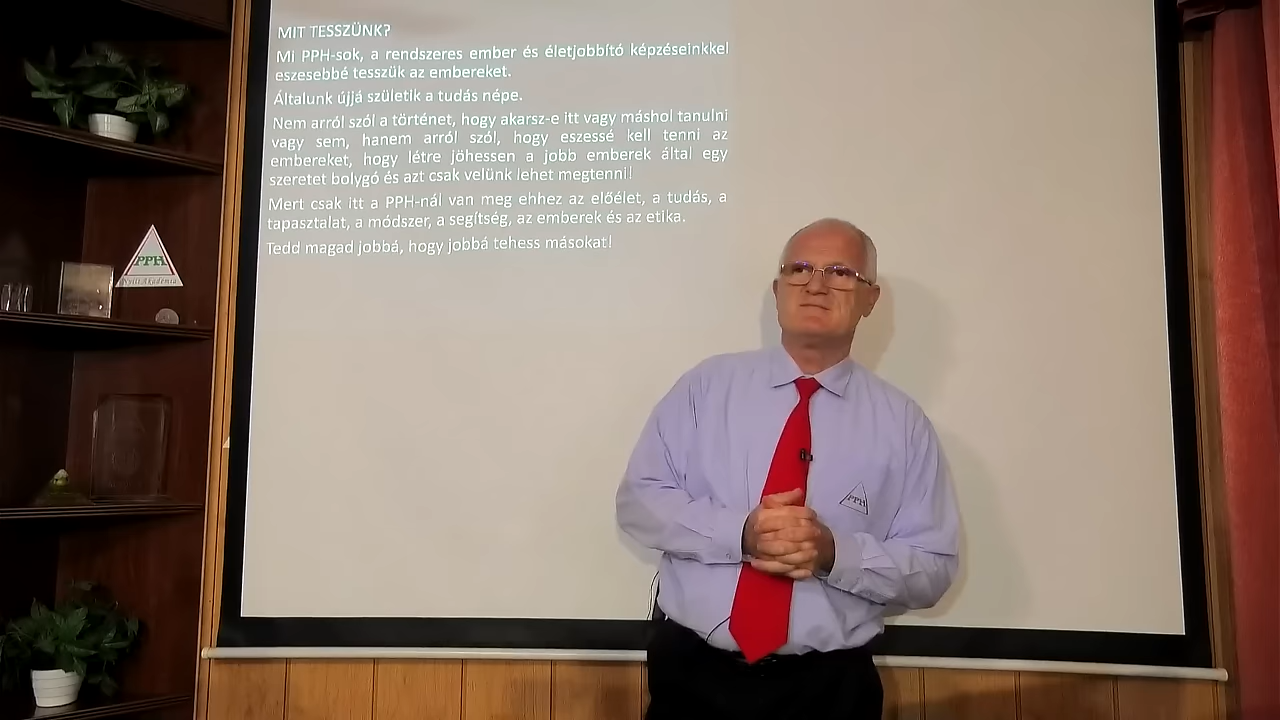 MIT TESSZÜNK?
Mi PPH-sok, a rendszeres ember és életjobbító képzéseinkkel
eszesebbé tesszük az embereket.
Általunk újjá születik a tudás népe.
Nem arról szól a történet, hogy akarsz-e itt vagy máshol tanulni
vagy sem, hanem arról szól, hogy eszessé kell tenni az
embereket, hogy létre jöhessen a jobb emberek által egy
szeretet bolygó és azt csak velünk lehet megtenni!
Mert csak itt a PPH-nál van meg ehhez az előélet, a tudás, a
tapasztalat, a módszer, a segítség, az emberek és az etika.
Tedd magad jobbá, hogy jobbá tehess másokat!
PPH
Nyílt Akadémia
PPH